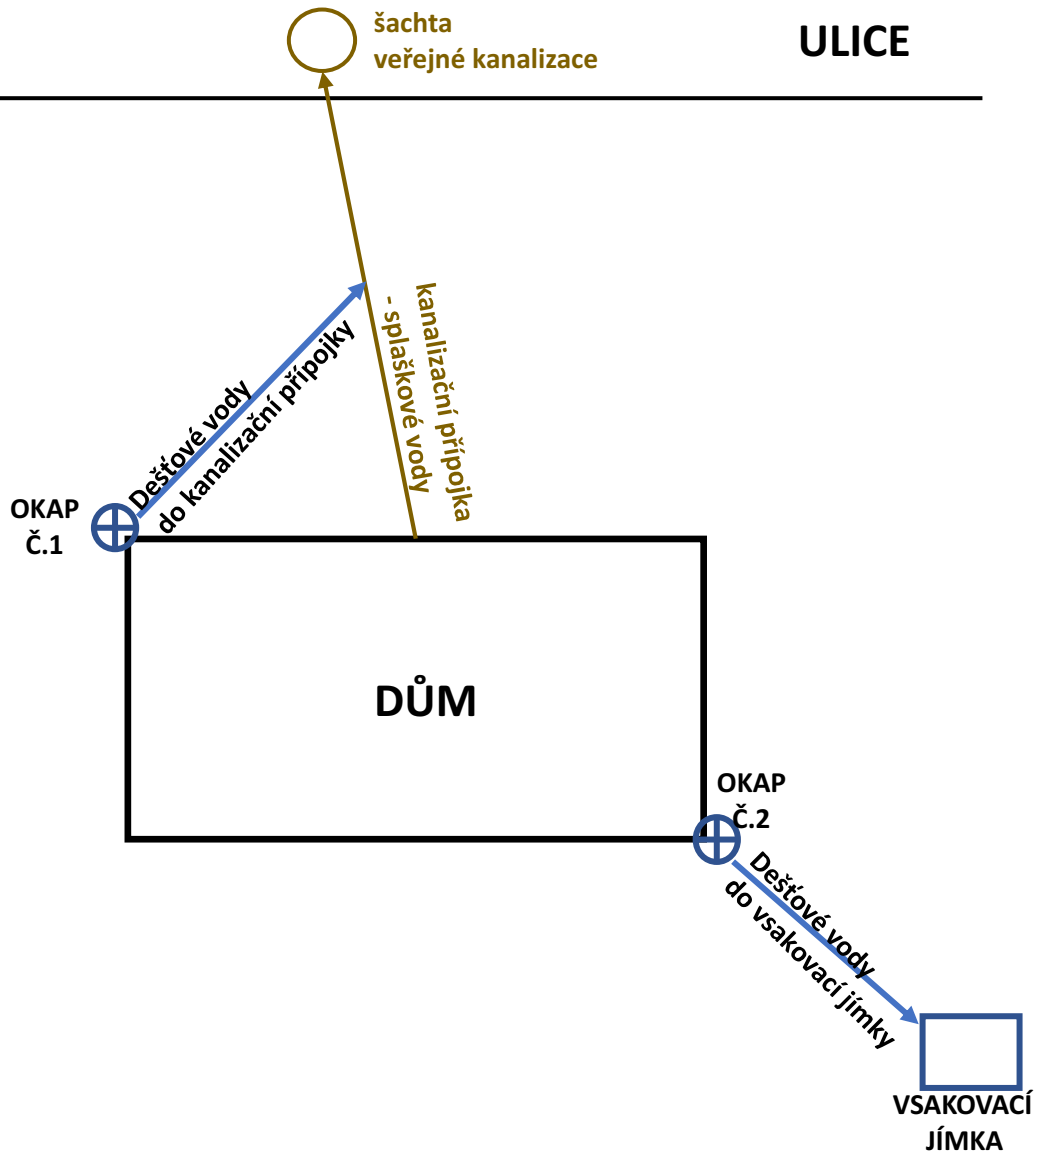 šachta
veřejné kanalizace
ULICE
kanalizační přípojka
- splaškové vody
Dešťové vody
do kanalizační přípojky
OKAP
Č.1
DŮM
OKAP
Č.2
Dešťové vody
do vsakovací jímky
VSAKOVACÍ
JÍMKA